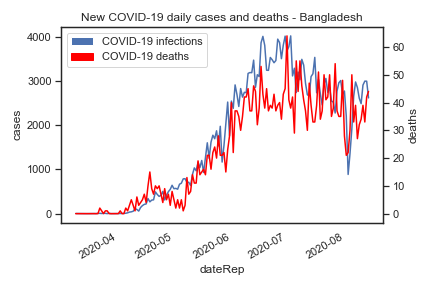 New COVID-19 daily cases and deaths - Bangladesh
COVID-19 infections
COVID-19 deaths
4000
3000
2000
1000
0
cases
60
50
40
30
20
10
0
deaths
2020-04
2020-05
2020-06
2020-07
2020-08
dateRep